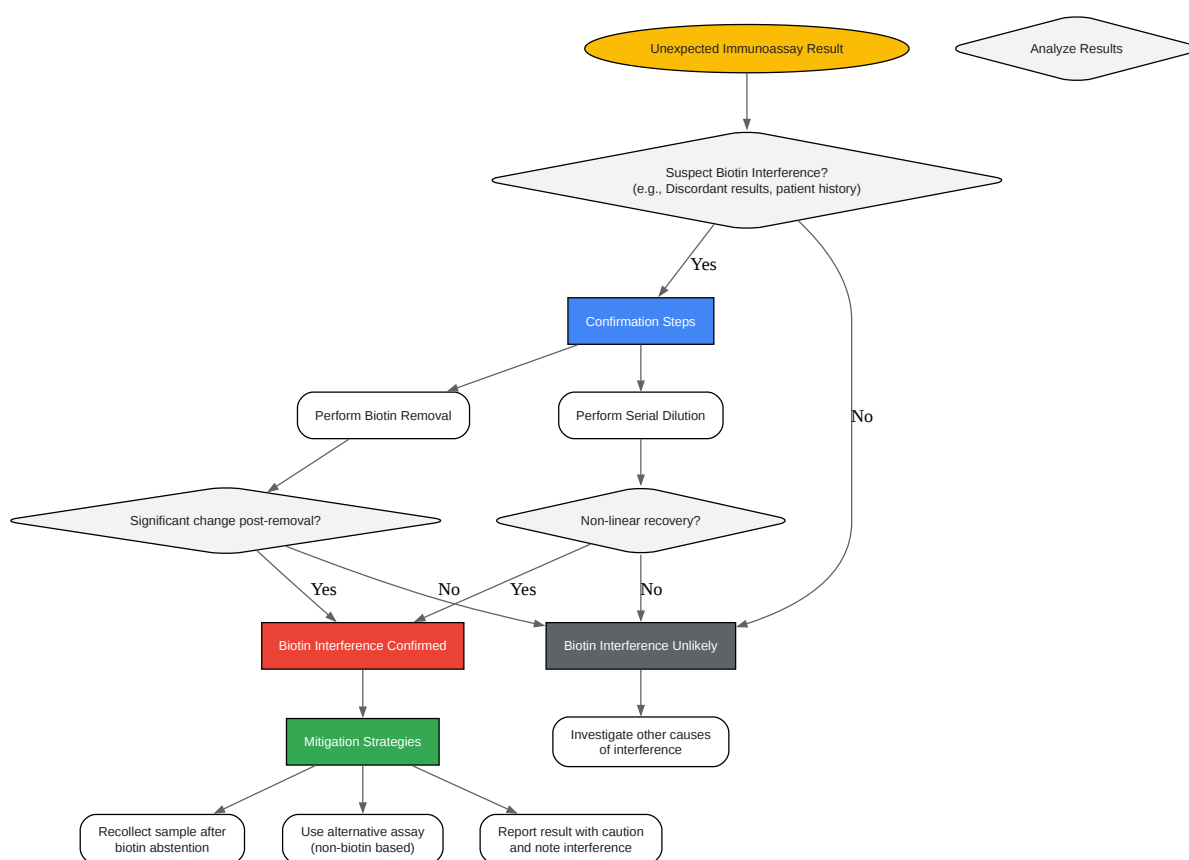 Unexpected Immunoassay Result
Analyze Results
Suspect Biotin Interference?
(e.g., Discordant results, patient history)
Yes
Confirmation Steps
Perform Biotin Removal
Perform Serial Dilution
No
Significant change post-removal?
Non-linear recovery?
Yes
No
Yes
No
Biotin Interference Confirmed
Biotin Interference Unlikely
Mitigation Strategies
Investigate other causes
of interference
Recollect sample after
biotin abstention
Use alternative assay
(non-biotin based)
Report result with caution
and note interference